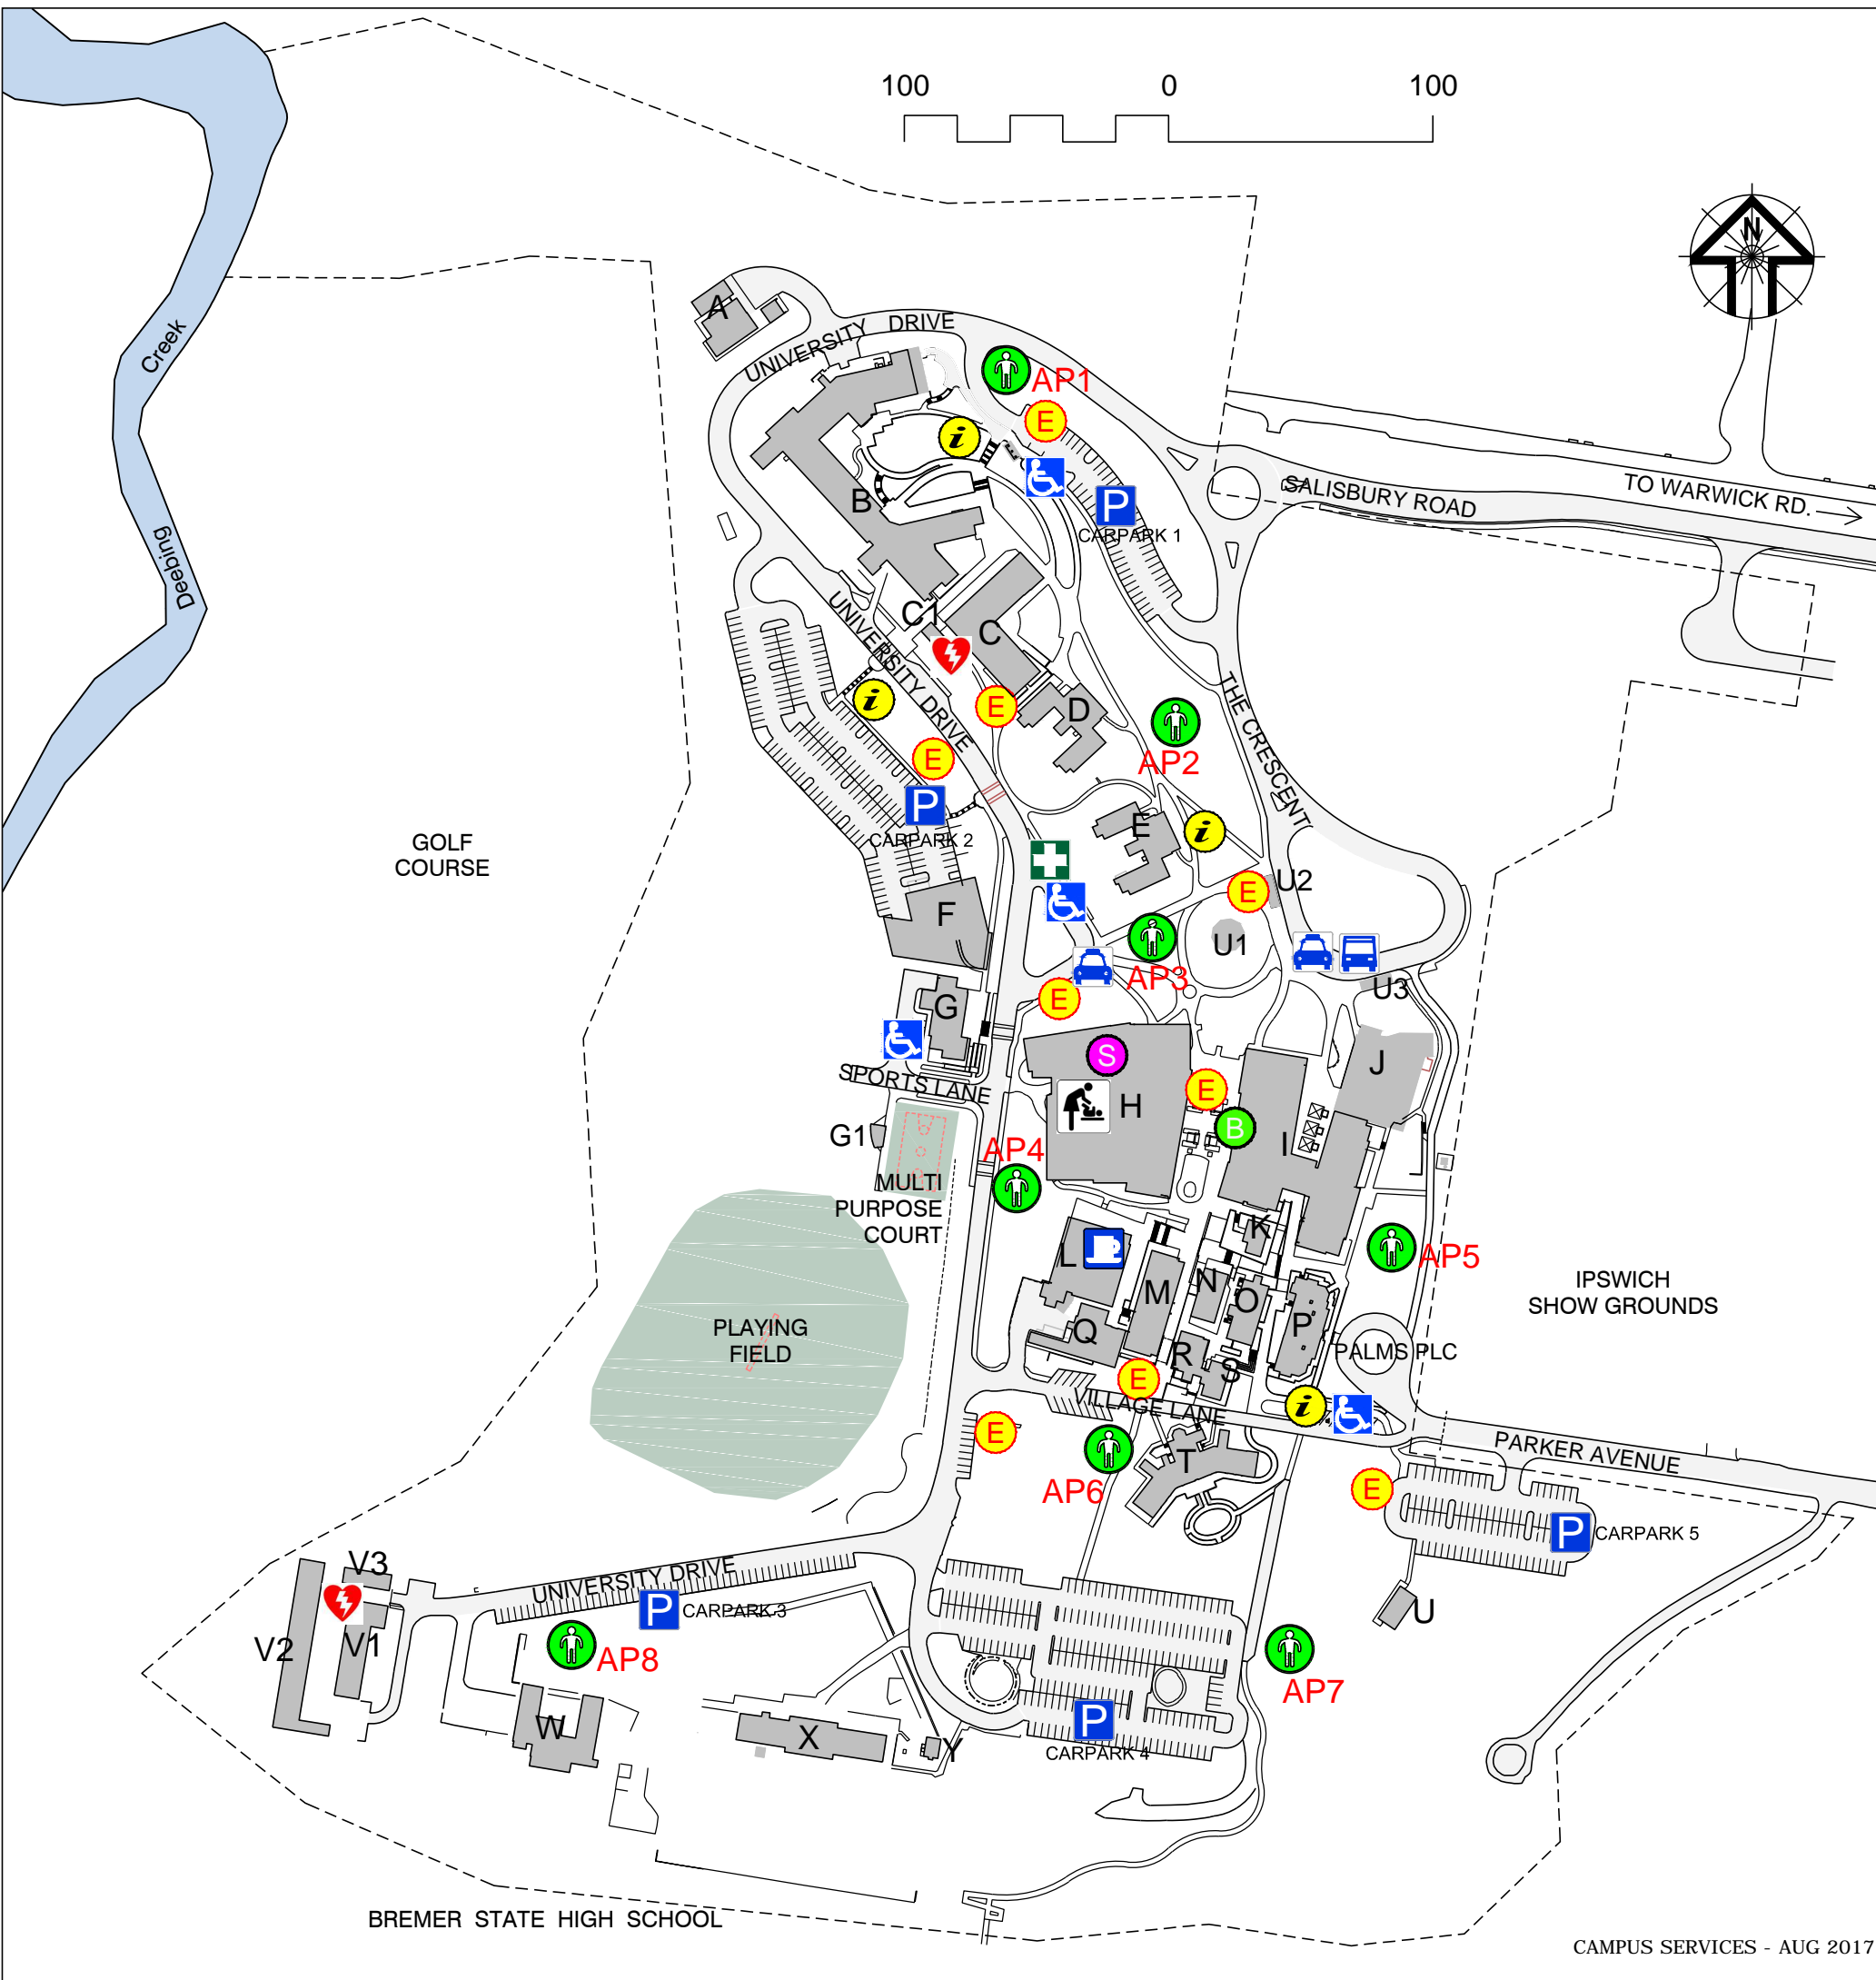 100 0 100
N
A
UNIVERSITY DRIVE
AP1
E
i
Creek
B
P
CARPARK 1
SALISBURY ROAD
TO WARWICK RD.
Deebing
C1
C
UNIVERSITY DRIVE
i
E
D
AP2
THE CRESCENT
E
P
CARPARK 2
GOLF
COURSE
E
i
E
U2
F
U1
AP3
E
U3
G
S
SPORTS LANE
H
E
B
J
I
G1
AP4
MULTI
PURPOSE
COURT
K
L
AP5
M
N
O
P
IPSWICH
SHOW GROUNDS
PLAYING
FIELD
Q
R
S
PALMS PLC
E
VILLAGE LANE
i
E
PARKER AVENUE
AP6
T
E
P
CARPARK 5
V3
UNIVERSITY DRIVE
P
CARPARK 3
U
V2
V1
AP8
AP7
W
X
Y
P
CARPARK 4
BREMER STATE HIGH SCHOOL
CAMPUS SERVICES - AUG 2017